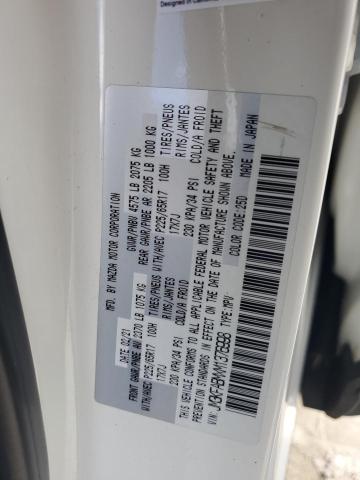 Designed in California
MFD. BY MAZDA MOTOR CORPORATION
DATE: 02/21 GVWR/PNBV 4575 LB 2075 KG
FRONT GAWR/PNBE AV 2370 LB 1075 KG REAR GAWR/PNBE AR 2205 LB 1000 KG
WITH/AVEC P225/65R17 100H TIRES/PNEUS WITH/AVEC P225/65R17 100H TIRES/PNEUS
17X7J RIMS/JANTES 17X7J RIMS/JANTES
230 KPA/34 PSI COLD/A FROID 230 KPA/34 PSI COLD/A FROID
THIS VEHICLE CONFORMS TO ALL APPLICABLE FEDERAL MOTOR VEHICLE SAFETY AND THEFT
PREVENTION STANDARDS IN EFFECT ON THE DATE OF MANUFACTURE SHOWN ABOVE.
TYPE:MPV COLOR CODE:(25D) MADE IN JAPAN